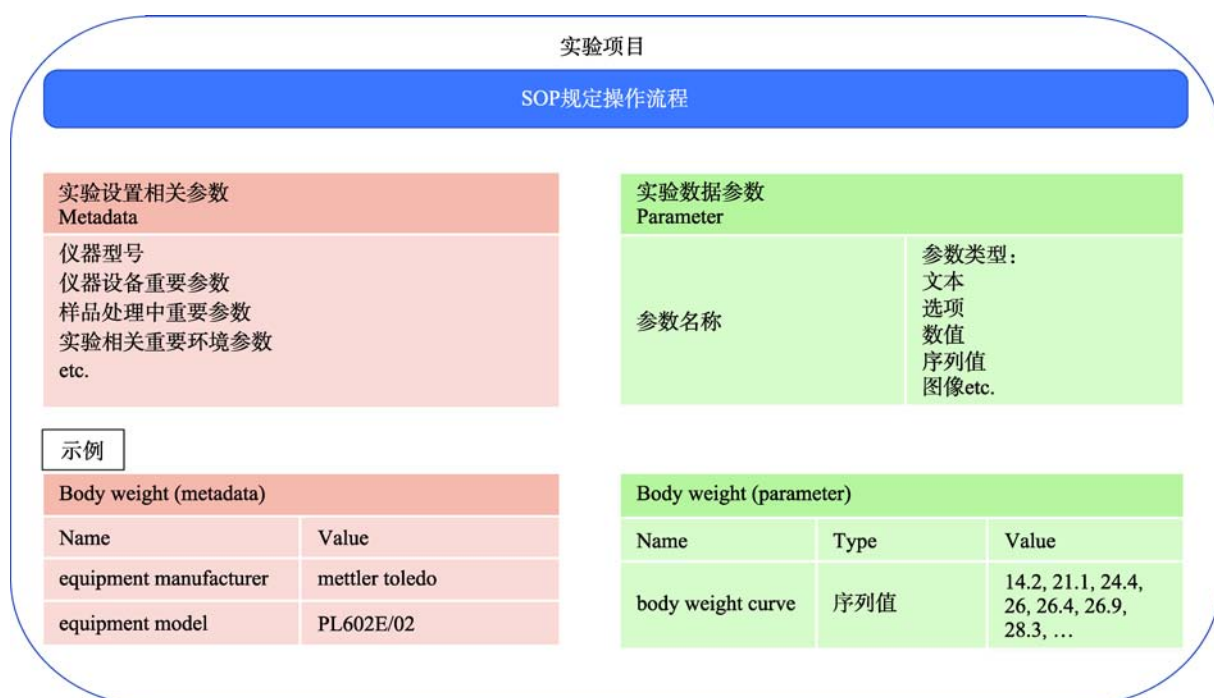 实验项目
SOP规定操作流程
实验设置相关参数
Metadata
仪器型号
仪器设备重要参数
样品处理中重要参数
实验相关重要环境参数
etc.
实验数据参数
Parameter
参数名称
参数类型：
文本
选项
数值
序列值
图像etc.
示例
Body weight (metadata)
Name
Value
equipment manufacturer
mettler toledo
equipment model
PL602E/02
Body weight (parameter)
Name
Type
Value
body weight curve
序列值
14.2, 21.1, 24.4,
26, 26.4, 26.9,
28.3, …